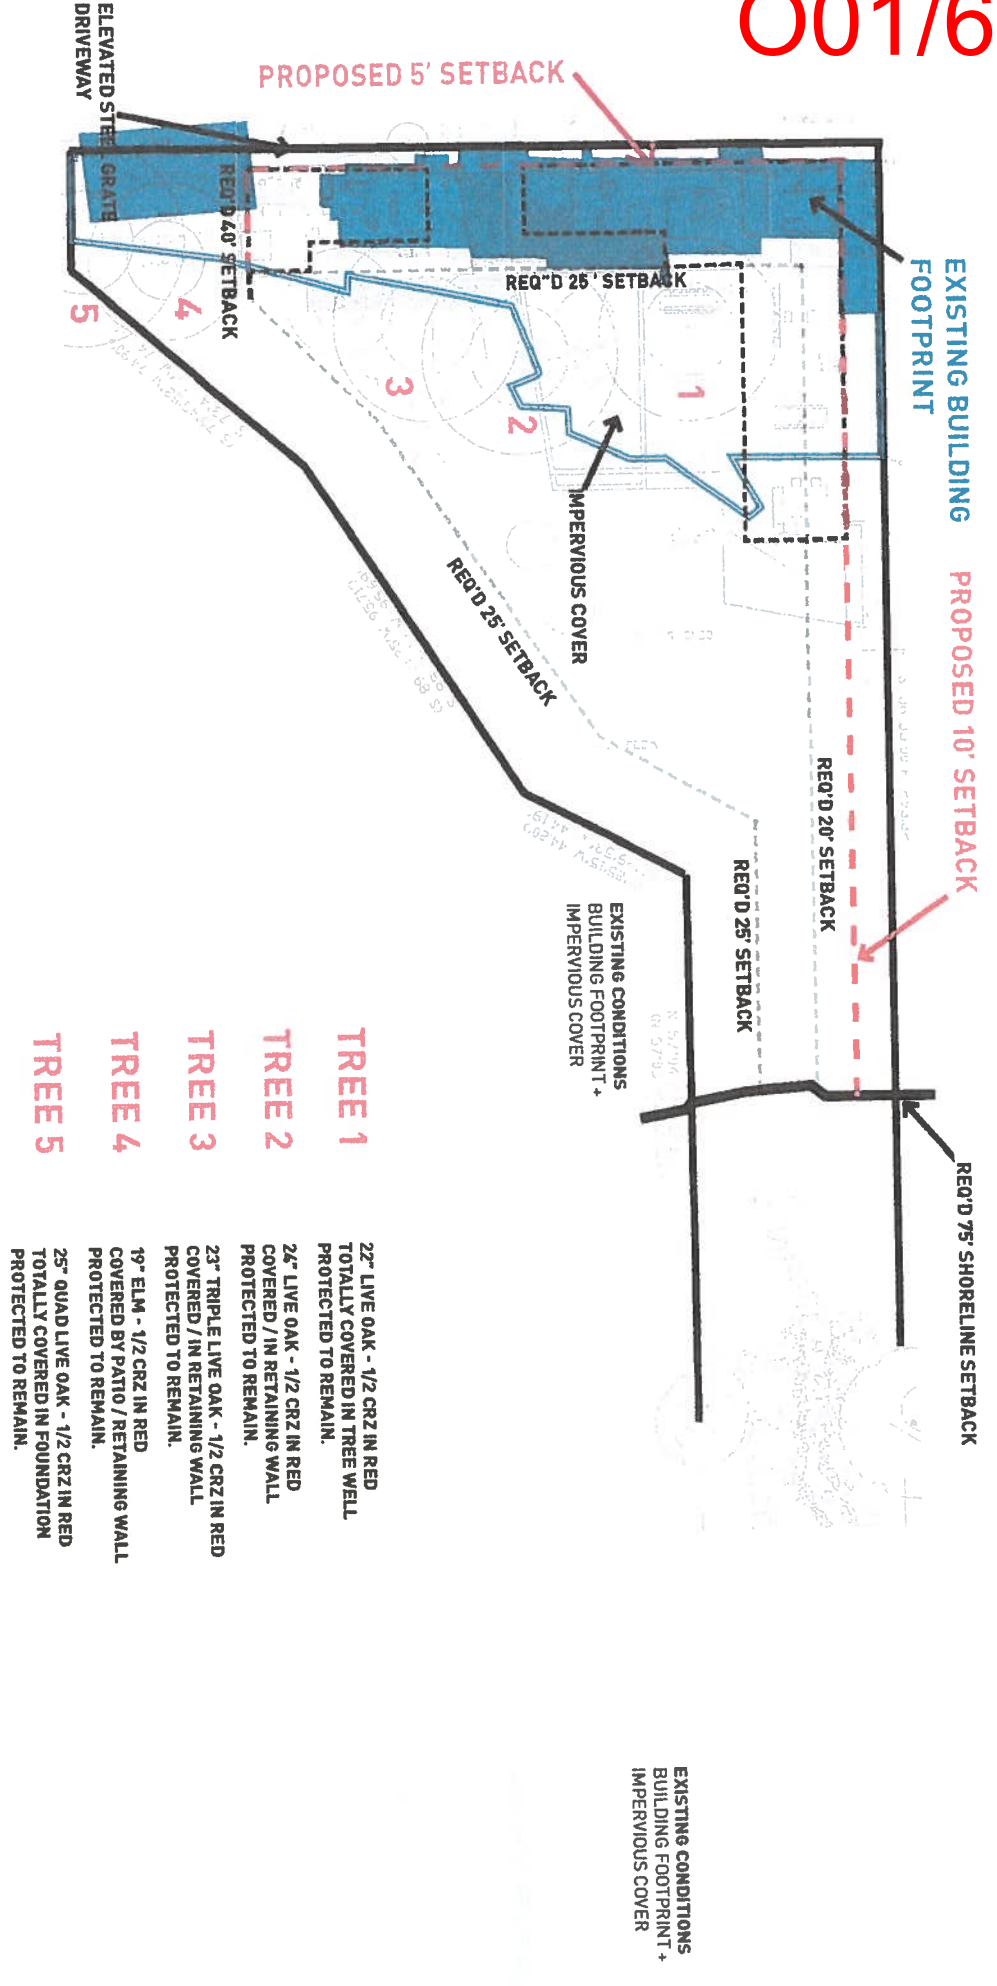 O01/6
PROPOSED 5' SETBACK
ELEVATED STEEL GRATE
DRIVEWAY
REQ'D 40' SETBACK
EXISTING BUILDING
FOOTPRINT
REQ"D 25' SETBACK
1
2
3
4
5
IMPERVIOUS COVER
REQ'D 25' SETBACK
PROPOSED 10' SETBACK
REQ'D 20' SETBACK
REQ'D 25' SETBACK
REQ'D 75' SHORELINE SETBACK
EXISTING CONDITIONS
BUILDING FOOTPRINT +
IMPERVIOUS COVER
TREE 1
22" LIVE OAK - 1/2 CRZ IN RED
TOTALLY COVERED IN TREE WELL
PROTECTED TO REMAIN.
TREE 2
24" LIVE OAK - 1/2 CRZ IN RED
COVERED / IN RETAINING WALL
PROTECTED TO REMAIN.
TREE 3
23" TRIPLE LIVE OAK - 1/2 CRZ IN RED
COVERED / IN RETAINING WALL
PROTECTED TO REMAIN.
TREE 4
19" ELM - 1/2 CRZ IN RED
COVERED BY PATIO / RETAINING WALL
PROTECTED TO REMAIN.
TREE 5
25" QUAD LIVE OAK - 1/2 CRZ IN RED
TOTALLY COVERED IN FOUNDATION
PROTECTED TO REMAIN.
EXISTING CONDITIONS
BUILDING FOOTPRINT +
IMPERVIOUS COVER